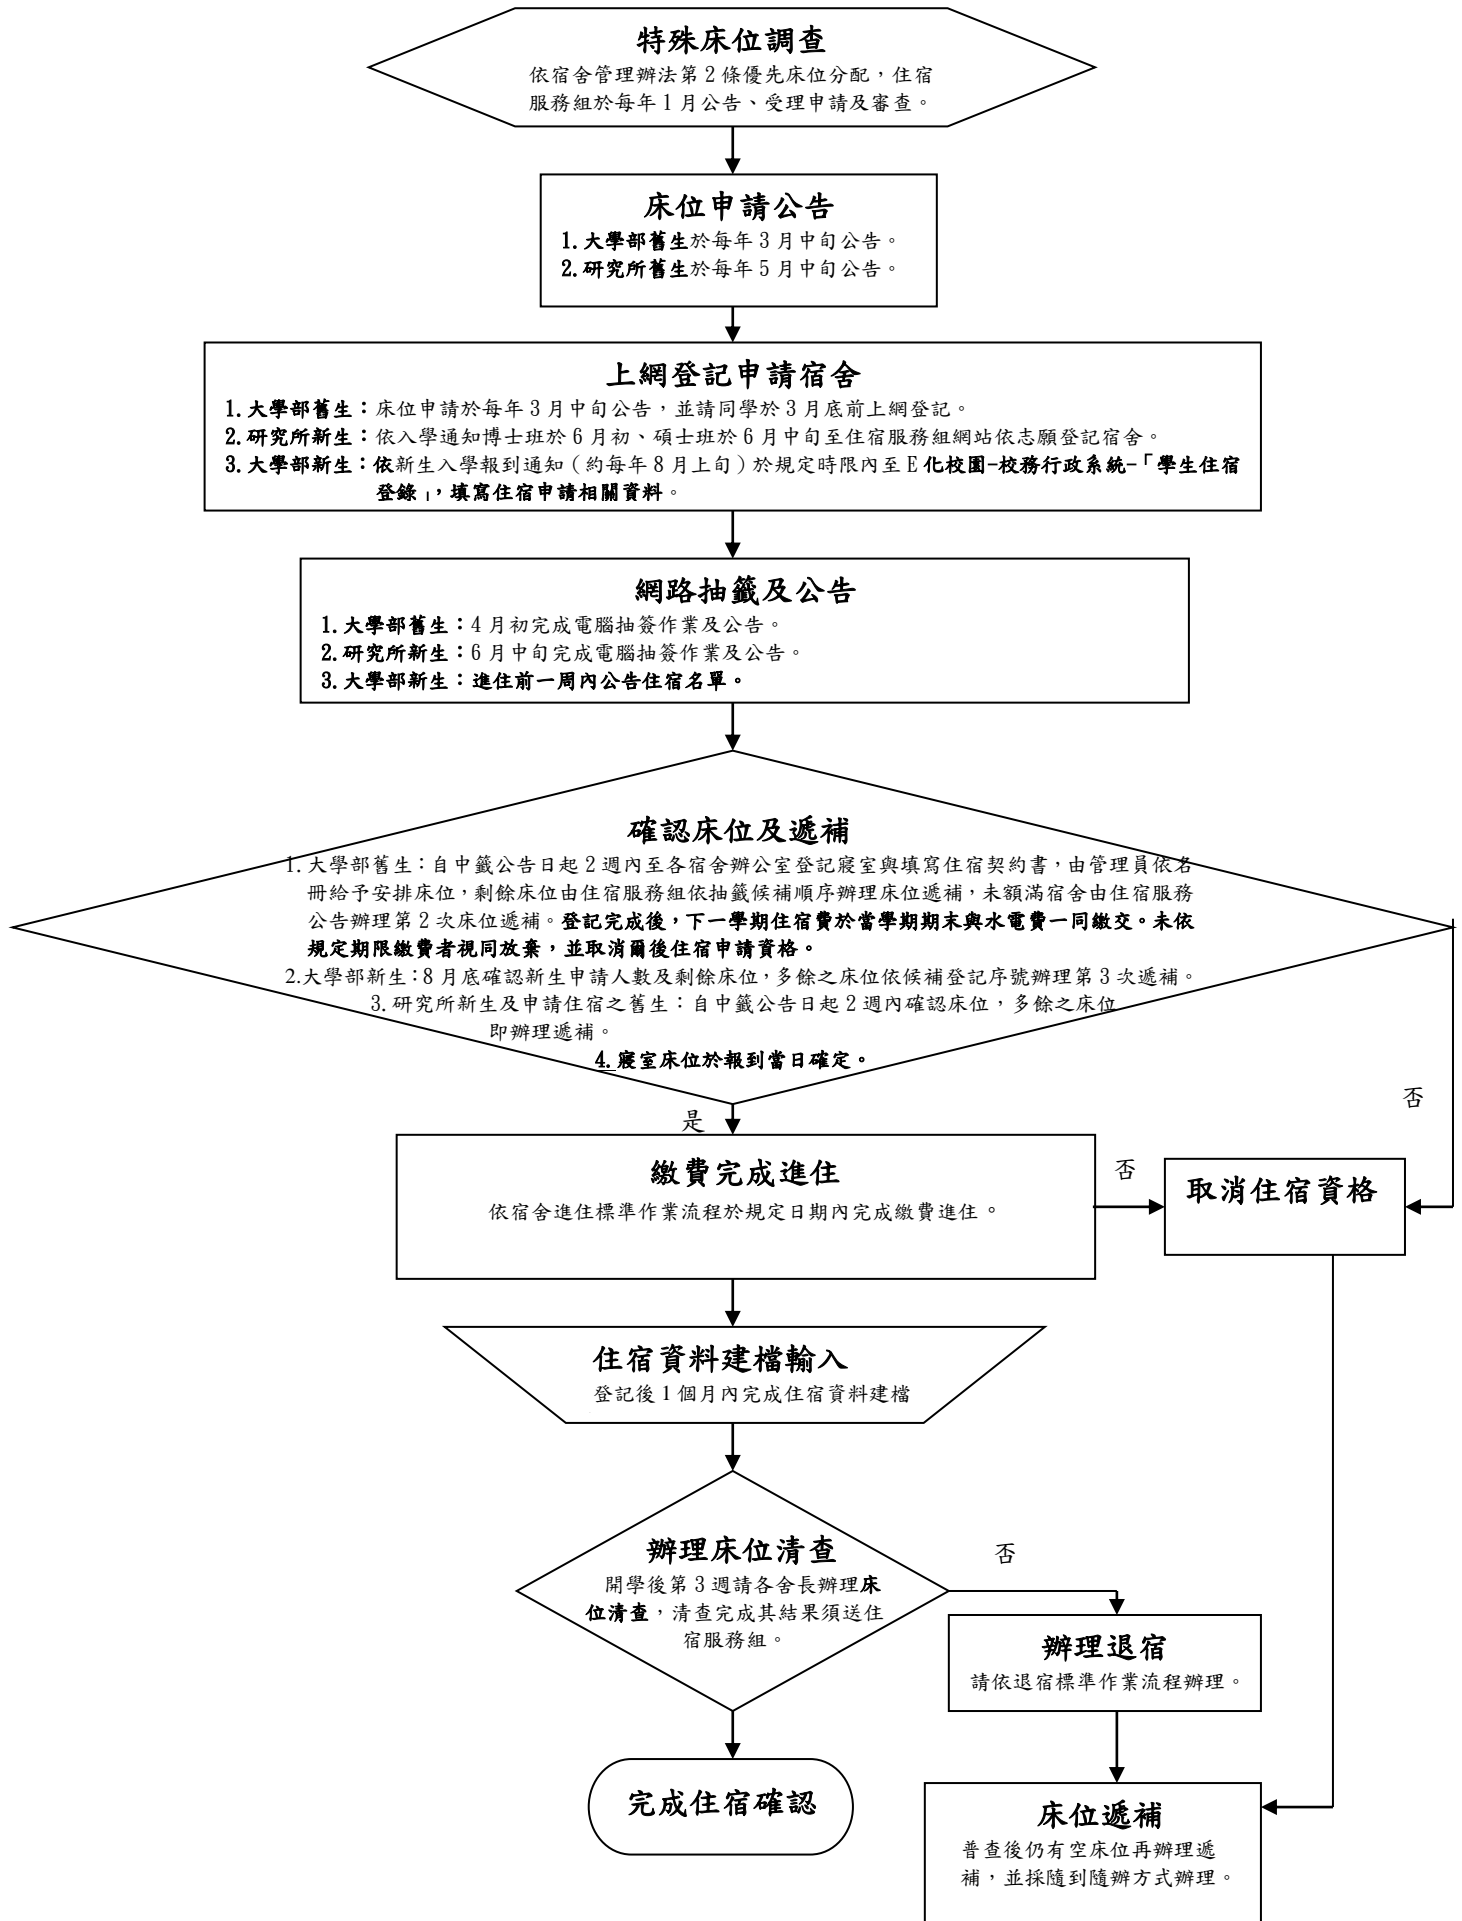 特殊床位調查
依宿舍管理辦法第 2 條優先床位分配，住宿
服務組於每年 1 月公告、受理申請及審查。
床位申請公告
1. 大學部舊生於每年 3 月中旬公告。
2. 研究所舊生於每年 5 月中旬公告。
上網登記申請宿舍
1. 大學部舊生：床位申請於每年 3 月中旬公告，並請同學於 3 月底前上網登記。
2. 研究所新生：依入學通知博士班於 6 月初、碩士班於 6 月中旬至住宿服務組網站依志願登記宿舍。
3. 大學部新生：依新生入學報到通知（約每年 8 月上旬）於規定時限內至 E 化校園-校務行政系統-「學生住宿
登錄」，填寫住宿申請相關資料。
網路抽籤及公告
1. 大學部舊生：4 月初完成電腦抽簽作業及公告。
2. 研究所新生：6 月中旬完成電腦抽簽作業及公告。
3. 大學部新生：進住前一周內公告住宿名單。
確認床位及遞補
1. 大學部舊生：自中籤公告日起 2 週內至各宿舍辦公室登記寢室與填寫住宿契約書，由管理員依名
冊給予安排床位，剩餘床位由住宿服務組依抽籤候補順序辦理床位遞補，未額滿宿舍由住宿服務
公告辦理第 2 次床位遞補。登記完成後，下一學期住宿費於當學期期末與水電費一同繳交。未依
規定期限繳費者視同放棄，並取消爾後住宿申請資格。
2.大學部新生：8 月底確認新生申請人數及剩餘床位，多餘之床位依候補登記序號辦理第 3 次遞補。
3. 研究所新生及申請住宿之舊生：自中籤公告日起 2 週內確認床位，多餘之床位
即辦理遞補。
4. 寢室床位於報到當日確定。
否
是
繳費完成進住
依宿舍進住標準作業流程於規定日期內完成繳費進住。
否
取消住宿資格
住宿資料建檔輸入
登記後 1 個月內完成住宿資料建檔
辦理床位清查
開學後第 3 週請各舍長辦理床
位清查，清查完成其結果須送住
宿服務組。
否
辦理退宿
請依退宿標準作業流程辦理。
完成住宿確認
床位遞補
普查後仍有空床位再辦理遞
補，並採隨到隨辦方式辦理。